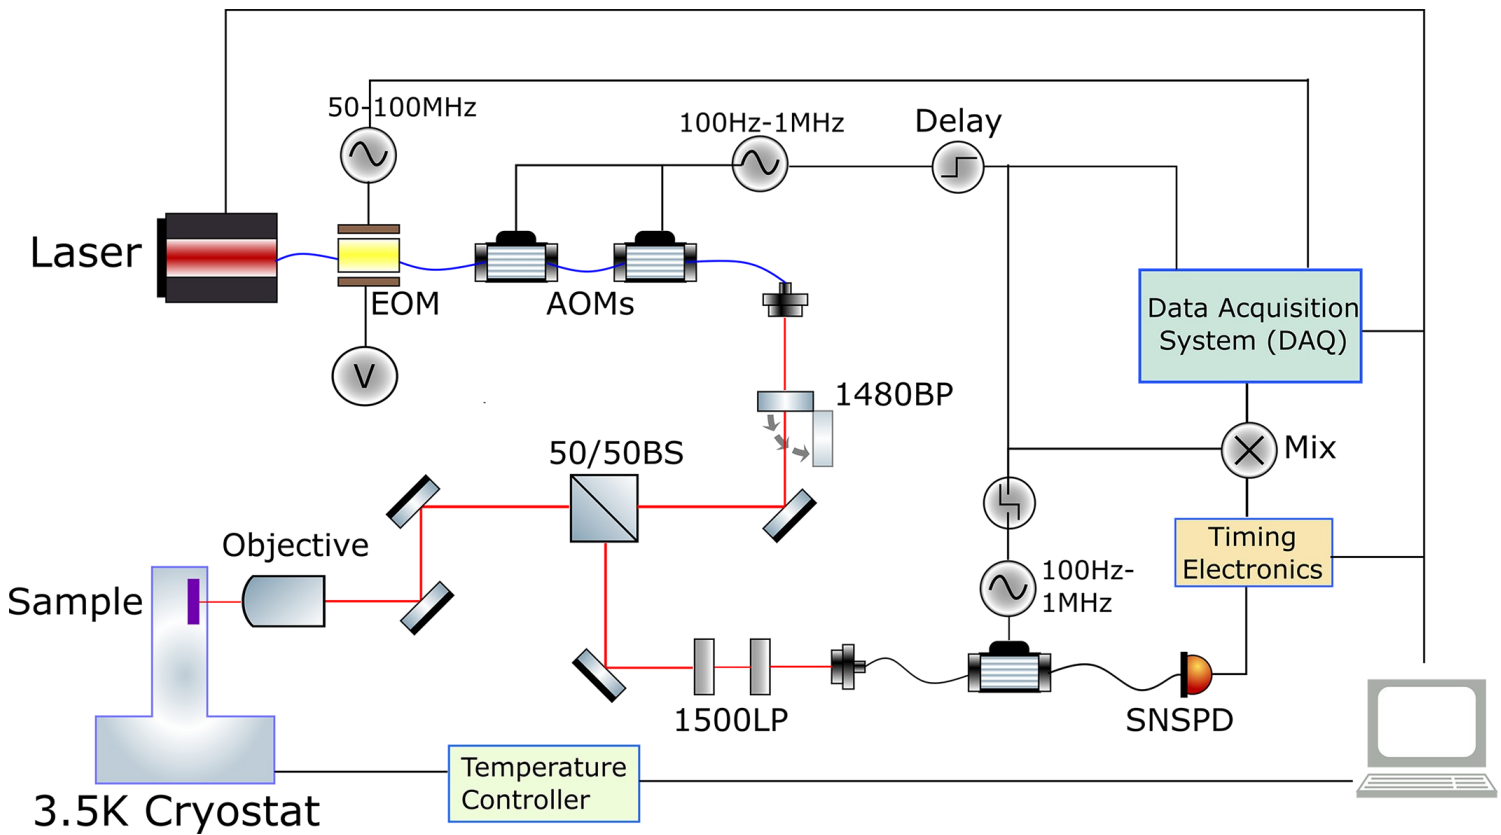 50-100MHz
100Hz-1MHz
Delay
Laser
EOM
AOMs
Data Acquisition
System (DAQ)
V
1480BP
50/50BS
Mix
Objective
Timing
Electronics
Sample
100Hz-
1MHz
1500LP
SNSPD
Temperature
Controller
3.5K Cryostat